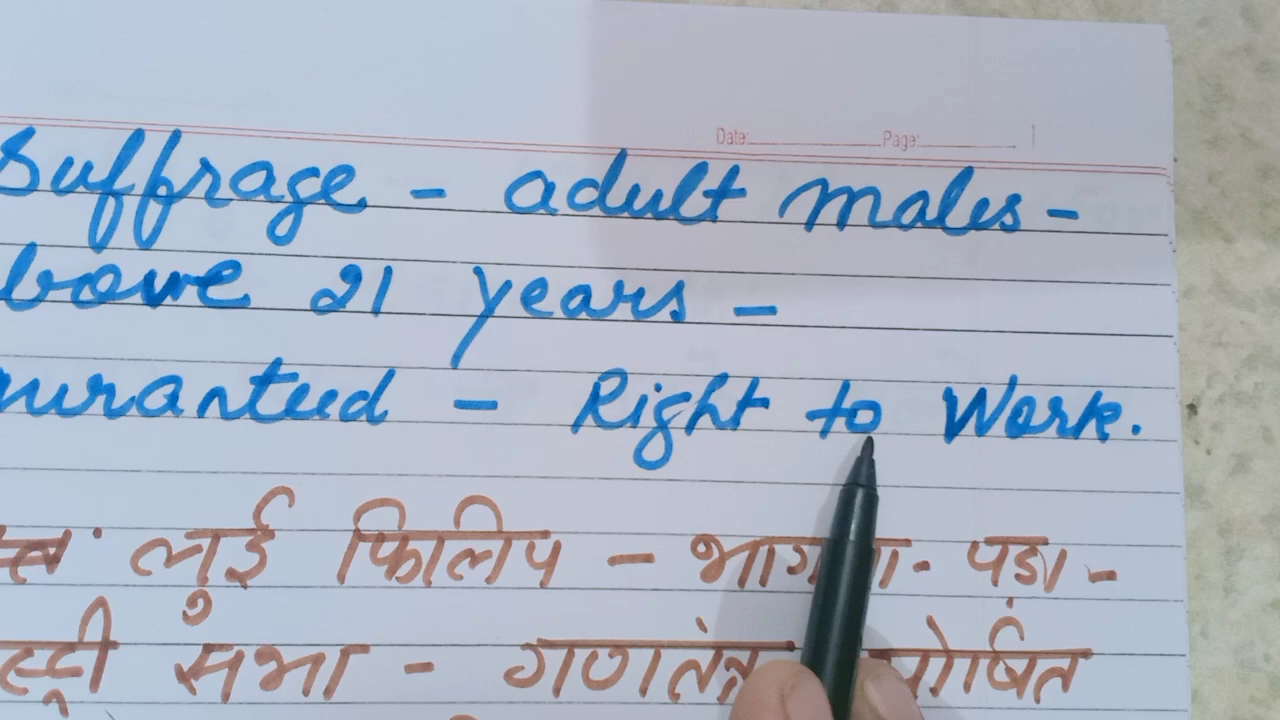 Date: Page:
Suffrage - adult males -
bove 21 years -
uranteed - Right to Work.
लुई फिलिप - पड़ा -
सभा - गणतंत्र